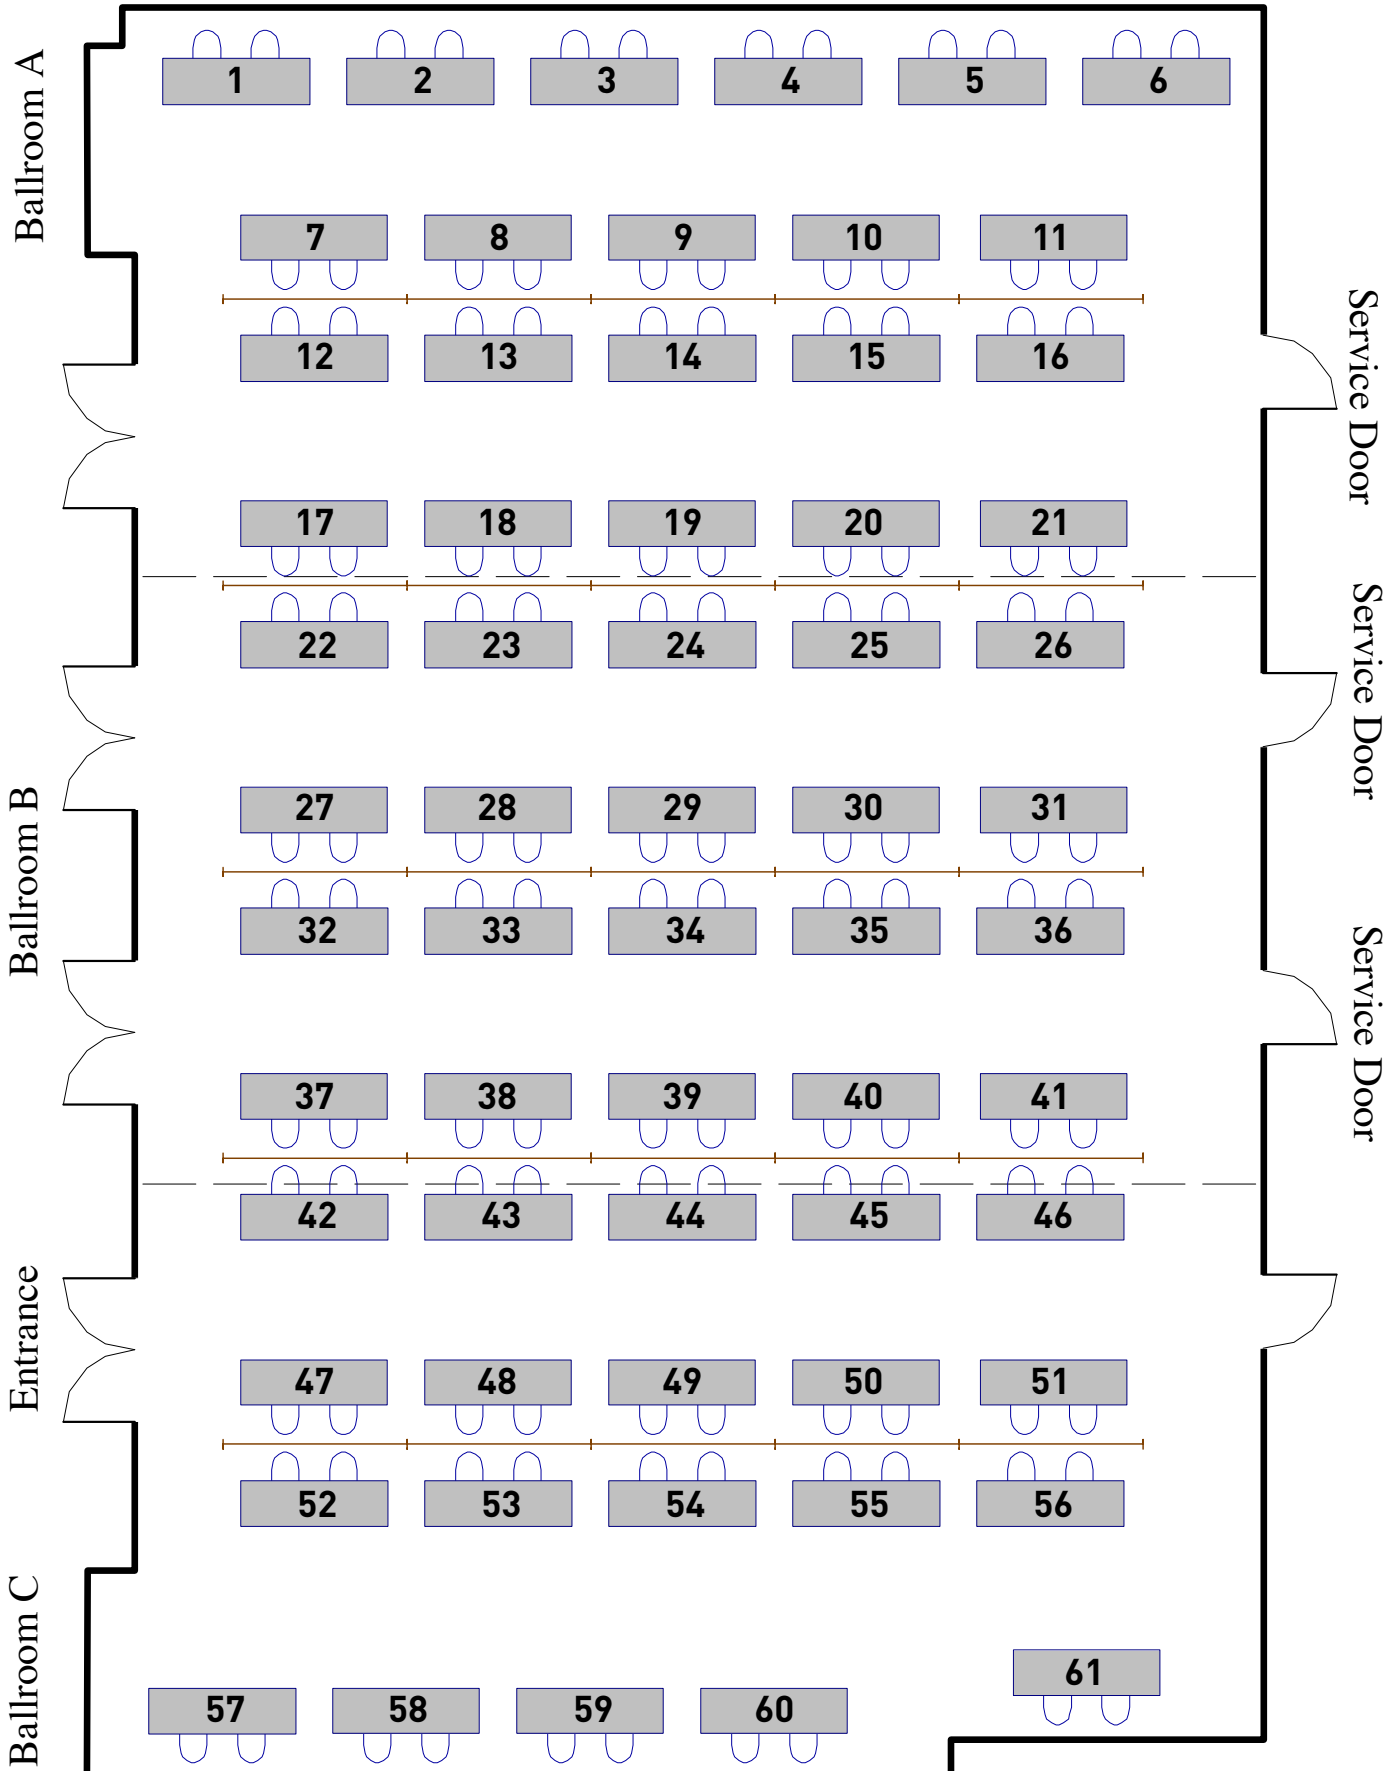 Ballroom A
1 2 3 4 5 6
7 8 9 10 11
12 13 14 15 16
Service Door
17 18 19 20 21
22 23 24 25 26
Service Door
Ballroom B
27 28 29 30 31
32 33 34 35 36
Service Door
37 38 39 40 41
42 43 44 45 46
Entrance
47 48 49 50 51
52 53 54 55 56
Ballroom C
61
57 58 59 60